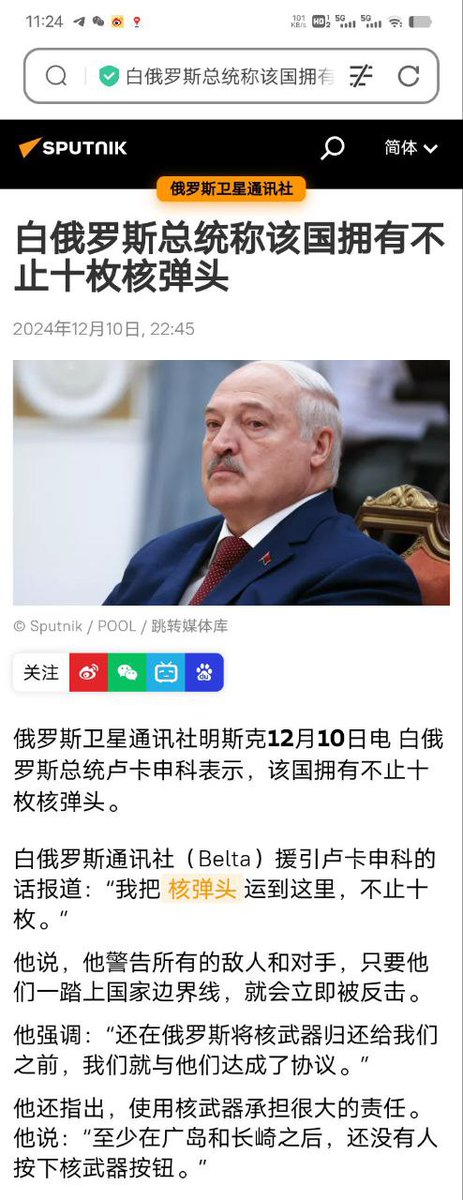 11:24
101 KB/s HD 1 2 5G 5G
白俄罗斯总统称该国拥有
SPUTNIK
简体
俄罗斯卫星通讯社
白俄罗斯总统称该国拥有不
止十枚核弹头
2024年12月10日, 22:45
© Sputnik / POOL / 跳转媒体库
关注
du
俄罗斯卫星通讯社明斯克12月10日电 白俄
罗斯总统卢卡申科表示，该国拥有不止十
枚核弹头。
白俄罗斯通讯社（Belta）援引卢卡申科的
话报道：“我把 核弹头 运到这里，不止十
枚。”
他说，他警告所有的敌人和对手，只要他
们一踏上国家边界线，就会立即被反击。
他强调：“还在俄罗斯将核武器归还给我们
之前，我们就与他们达成了协议。”
他还指出，使用核武器承担很大的责任。
他说：“至少在广岛和长崎之后，还没有人
按下核武器按钮。”